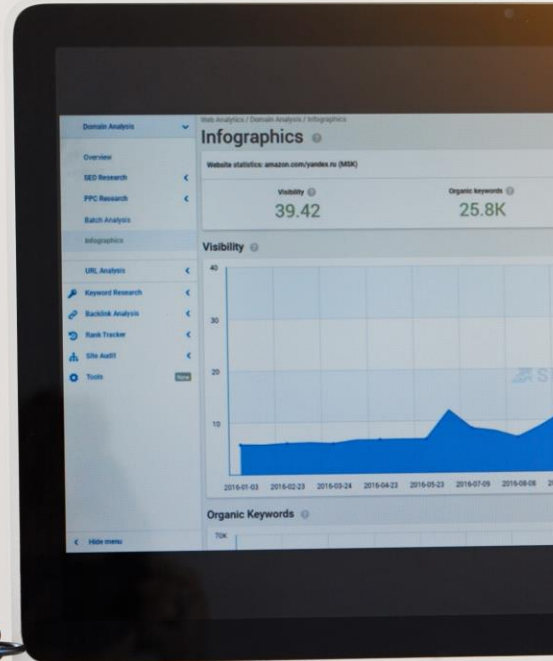 Web Analytics / Domain Analysis / Infographics
Domain Analysis
Infographics
Overview
Website statistics: amazon.com/yandex.ru (MSK)
SEO Research
PPC Research
Visibility
Organic keywords
39.42
25.8K
Batch Analysis
Infographics
Visibility
URL Analysis
Keyword Research
Backlink Analysis
Rank Tracker
Site Audit
Tools
New
40
30
20
10
S
2016-01-03 2016-02-23 2016-03-24 2016-04-23 2016-05-23 2016-07-09 2016-08-08 20
Organic Keywords
70K
Hide menu